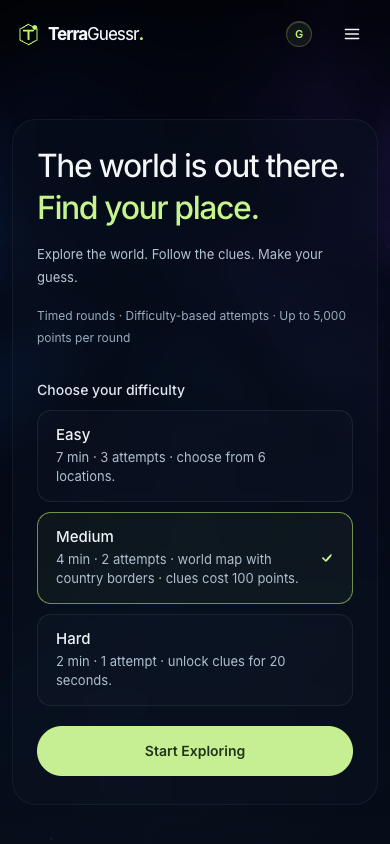 TerraGuessr.
G
The world is out there.
Find your place.
Explore the world. Follow the clues. Make your
guess.
Timed rounds · Difficulty-based attempts · Up to 5,000
points per round
Choose your difficulty
Easy
7 min · 3 attempts · choose from 6
locations.
Medium
4 min · 2 attempts · world map with
country borders · clues cost 100 points.
Hard
2 min · 1 attempt · unlock clues for 20
seconds.
Start Exploring